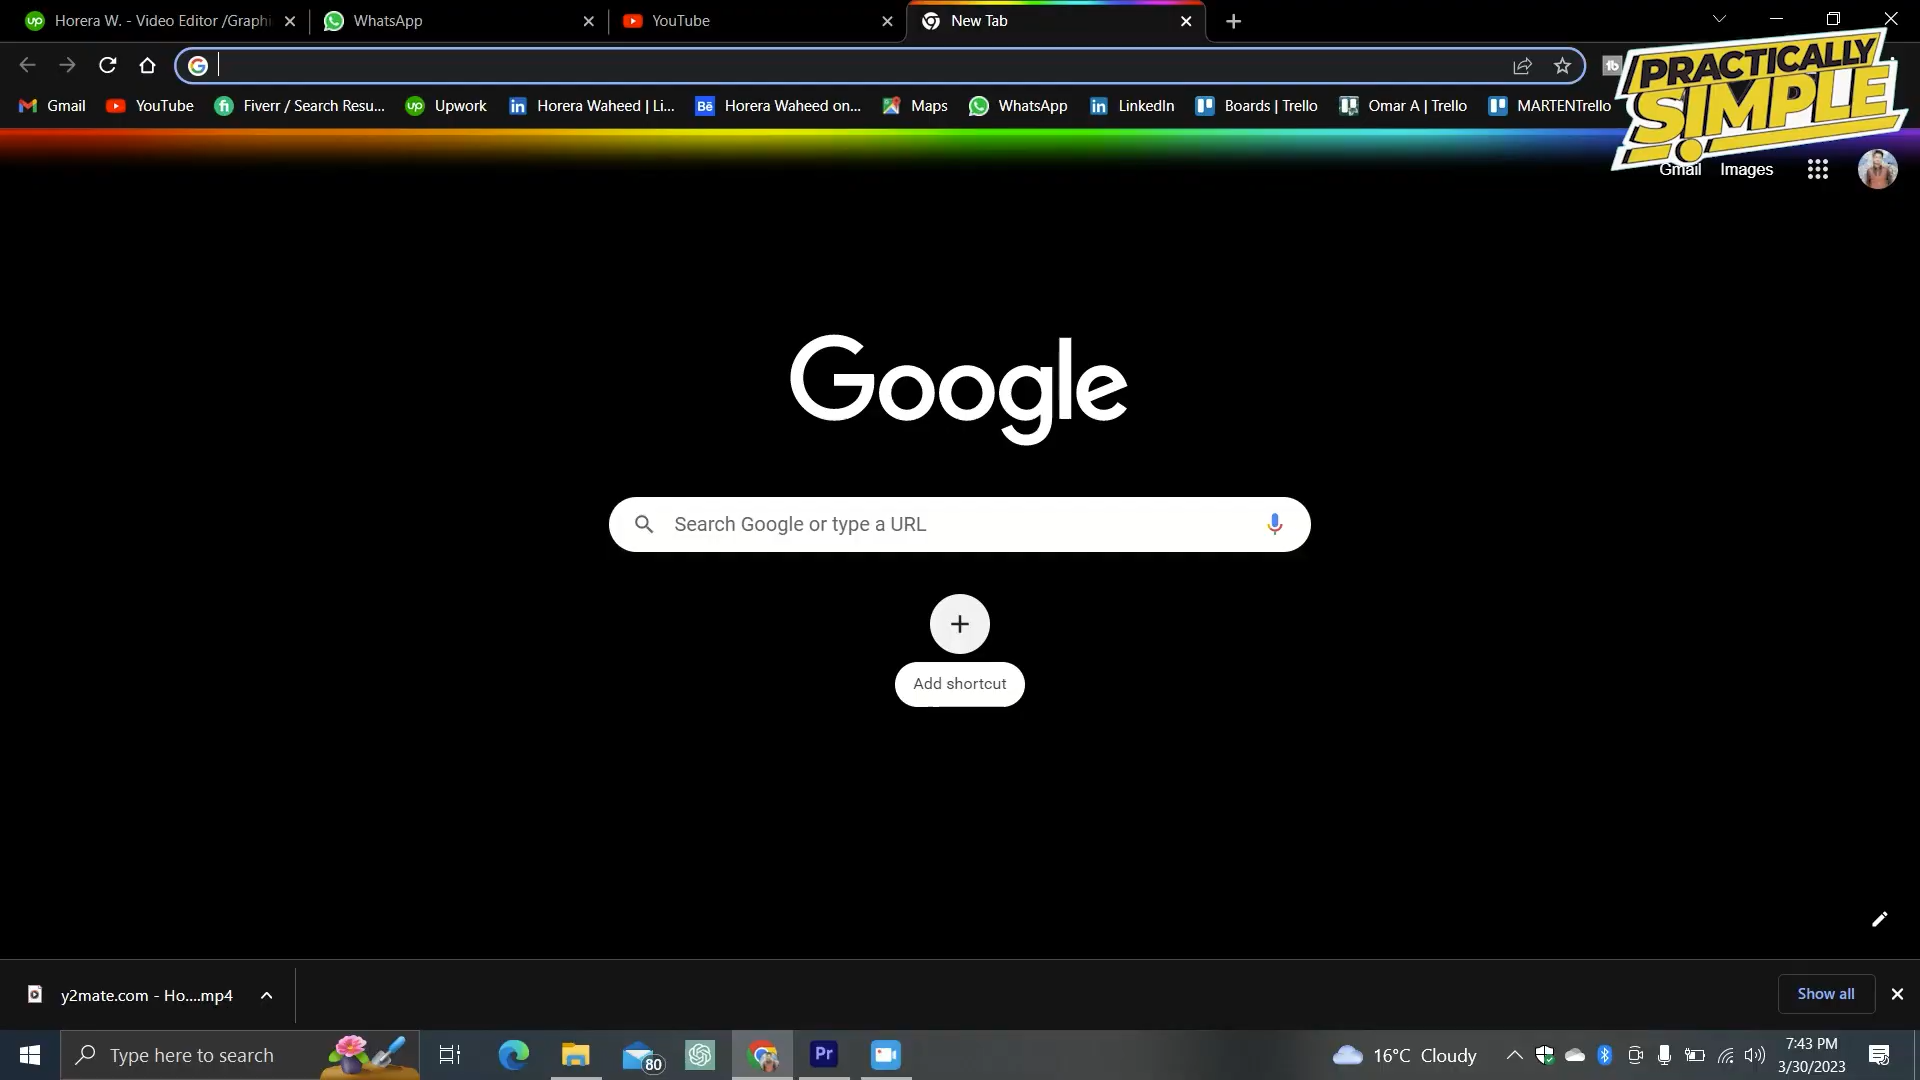 Horera W. - Video Editor /Graphi
WhatsApp
YouTube
New Tab
PRACTICALLY
SIMPLE
Gmail
YouTube
Fiverr / Search Resu...
Upwork
Horera Waheed | Li...
Horera Waheed on...
Maps
WhatsApp
LinkedIn
Boards | Trello
Omar A | Trello
MARTENTrello
Gmail
Images
Google
Search Google or type a URL
Add shortcut
y2mate.com - Ho....mp4
Show all
Type here to search
80
Pr
16°C Cloudy
7:43 PM
3/30/2023